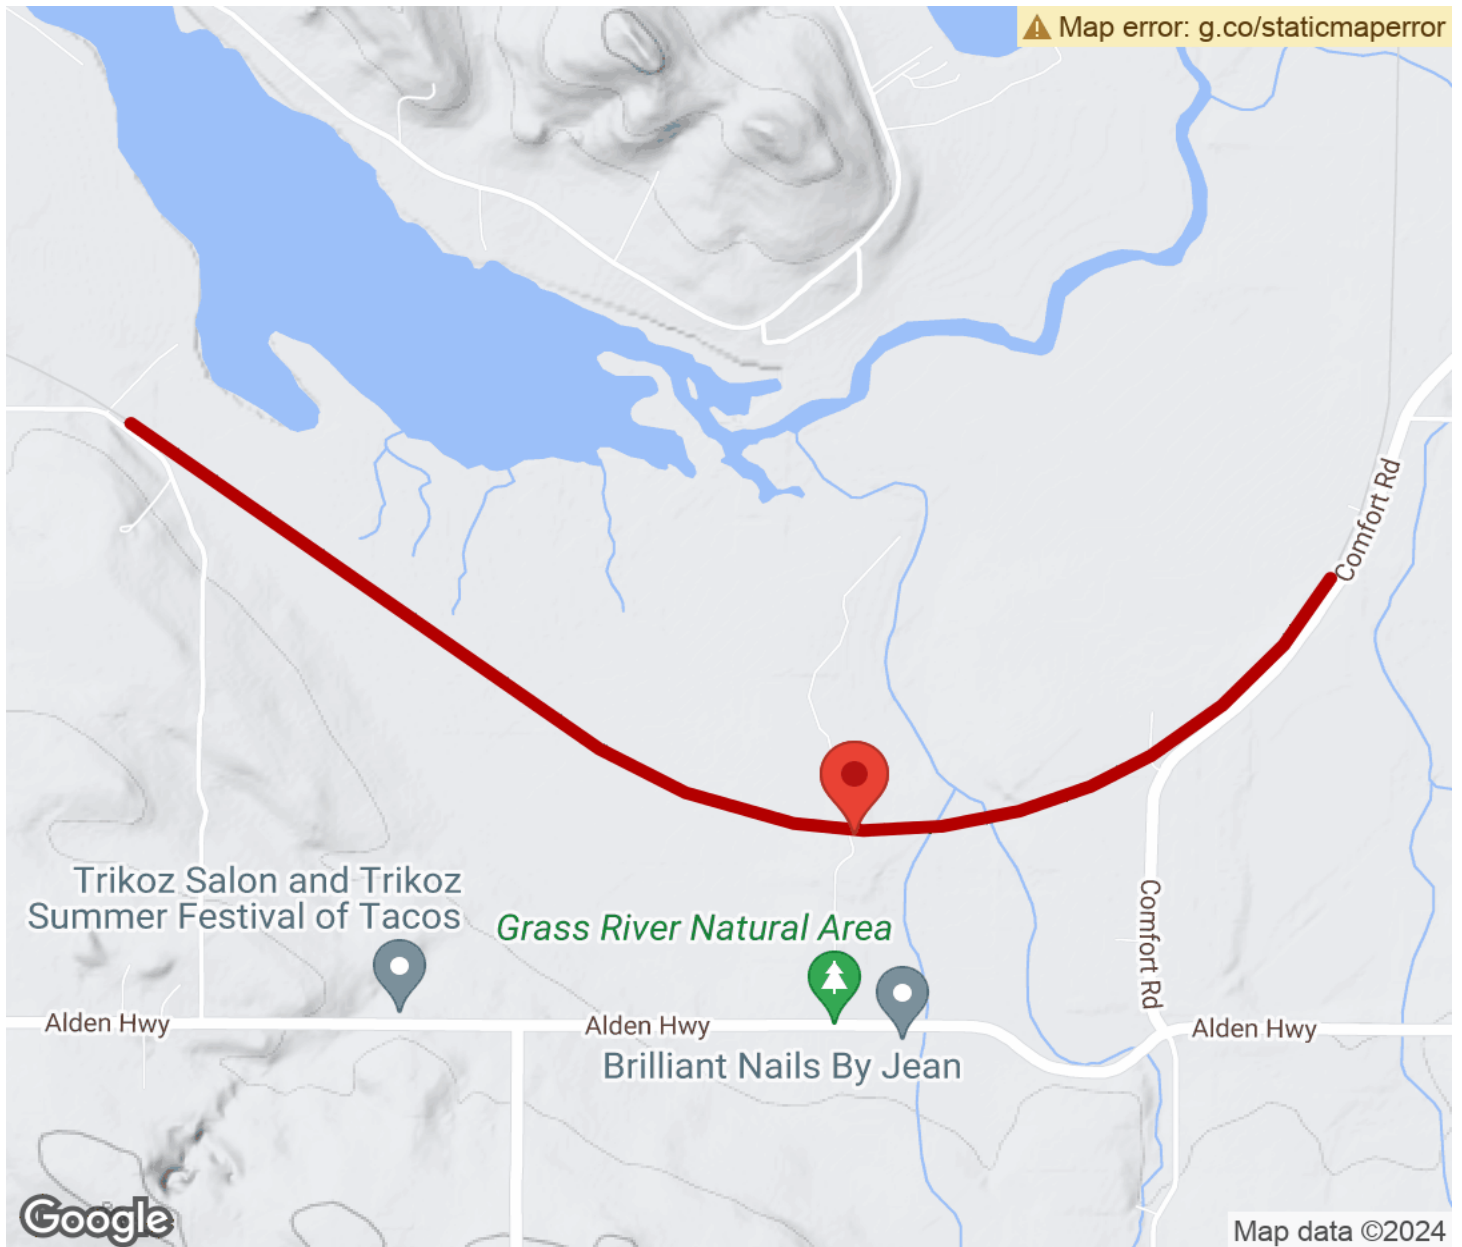 Map error: g.co/staticmaperror
Comfort Rd
Trikoz Salon and Trikoz
Summer Festival of Tacos
Grass River Natural Area
Comfort Rd
Alden Hwy
Alden Hwy
Alden Hwy
Brilliant Nails By Jean
Google
Map data ©2024